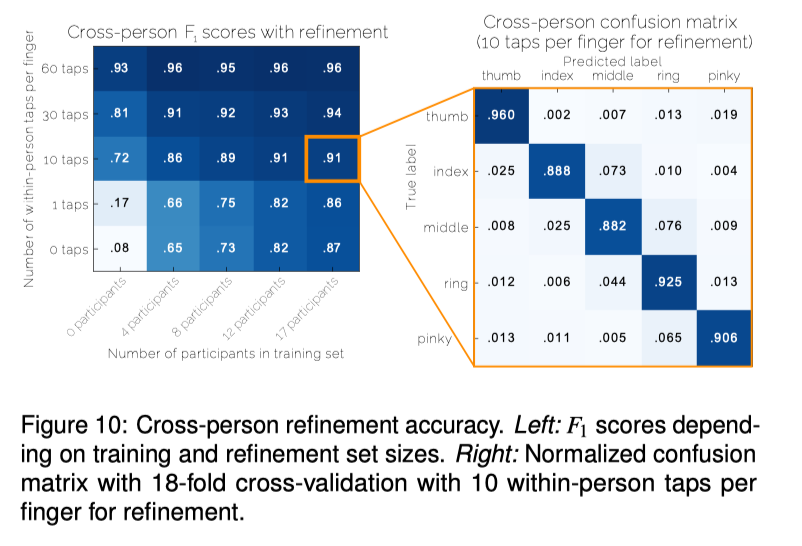 Cross-person F1 scores with refinement
Number of within-person taps per finger
60 taps .93 .96 .95 .96 .96
30 taps .81 .91 .92 .93 .94
10 taps .72 .86 .89 .91 .91
1 taps .17 .66 .75 .82 .86
0 taps .08 .65 .73 .82 .87
0 participants 4 participants 8 participants 12 participants 17 participants
Number of participants in training set
Cross-person confusion matrix
(10 taps per finger for refinement)
Predicted label
thumb index middle ring pinky
True label
thumb .960 .002 .007 .013 .019
index .025 .888 .073 .010 .004
middle .008 .025 .882 .076 .009
ring .012 .006 .044 .925 .013
pinky .013 .011 .005 .065 .906
Figure 10: Cross-person refinement accuracy. Left: F1 scores depend-
ing on training and refinement set sizes. Right: Normalized confusion
matrix with 18-fold cross-validation with 10 within-person taps per
finger for refinement.